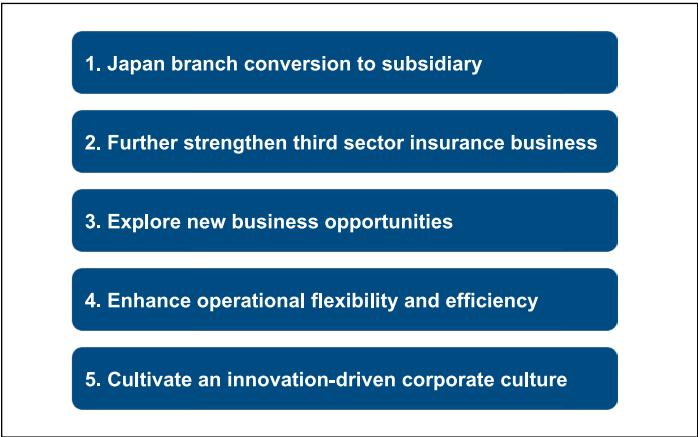 1. Japan branch conversion to subsidiary
2. Further strengthen third sector insurance business
3. Explore new business opportunities
4. Enhance operational flexibility and efficiency
5. Cultivate an innovation-driven corporate culture